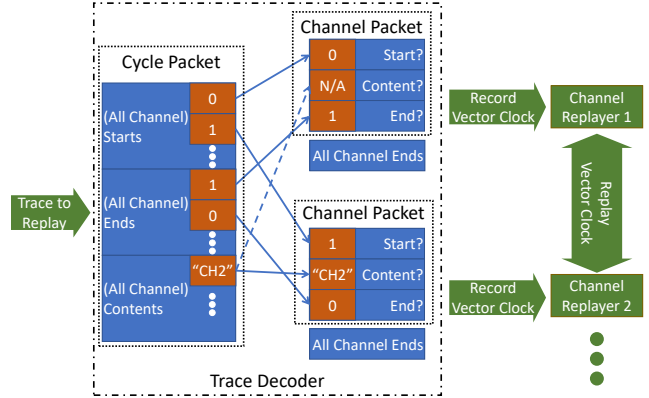 Trace to
Replay
Cycle Packet
(All Channel)
Starts
0
1
(All Channel)
Ends
1
0
(All Channel)
Contents
"CH2"
Channel Packet
0 Start?
N/A Content?
1 End?
All Channel Ends
Channel Packet
1 Start?
"CH2" Content?
0 End?
All Channel Ends
Trace Decoder
Record
Vector Clock
Channel
Replayer 1
Replay
Vector Clock
Record
Vector Clock
Channel
Replayer 2